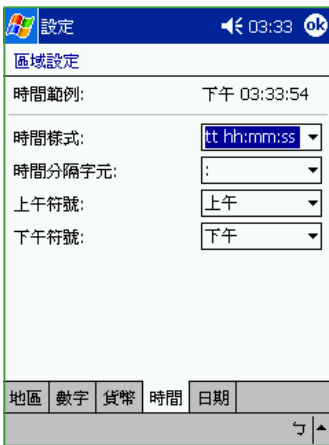 設定 03:33 ok
區域設定
時間範例: 下午 03:33:54
時間樣式: tt hh:mm:ss
時間分隔字元: :
上午符號: 上午
下午符號: 下午
地區 數字 貨幣 時間 日期
ㄅ